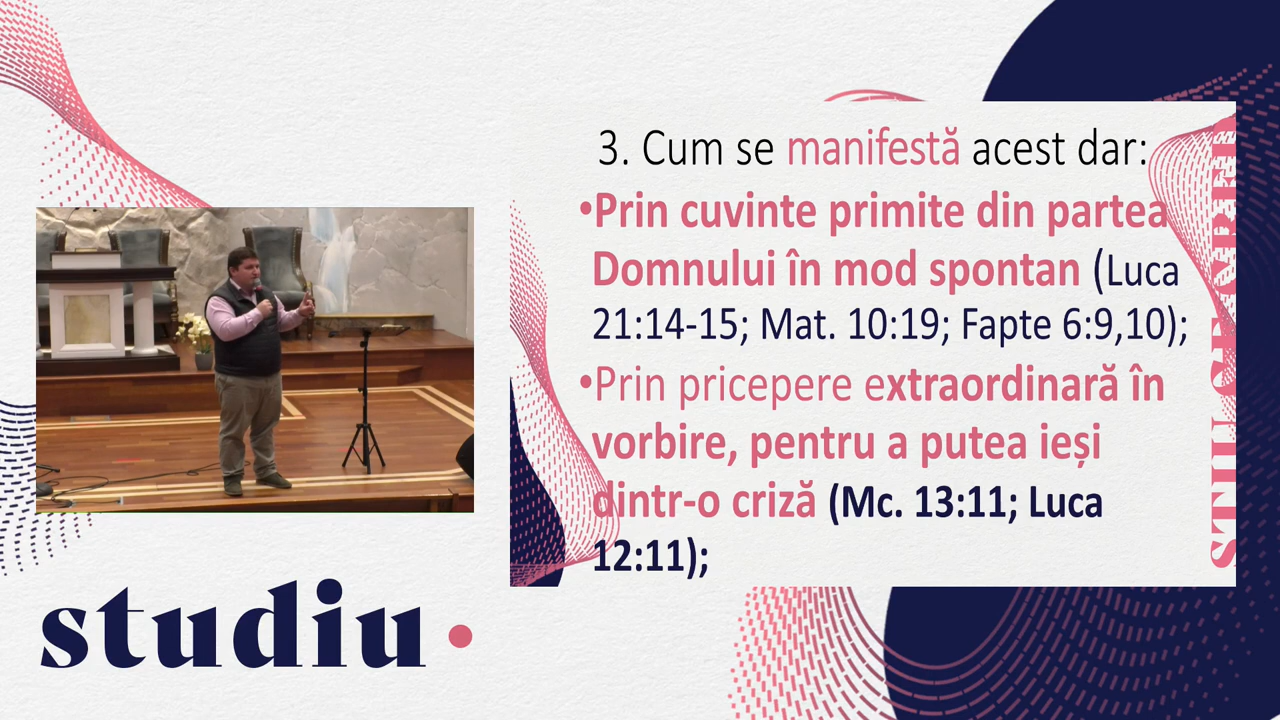 3. Cum se manifestă acest dar:
•Prin cuvinte primite din partea
Domnului în mod spontan (Luca
21:14-15; Mat. 10:19; Fapte 6:9,10);
•Prin pricepere extraordinară în
vorbire, pentru a putea ieși
dintr-o criză (Mc. 13:11; Luca
12:11);
studiu